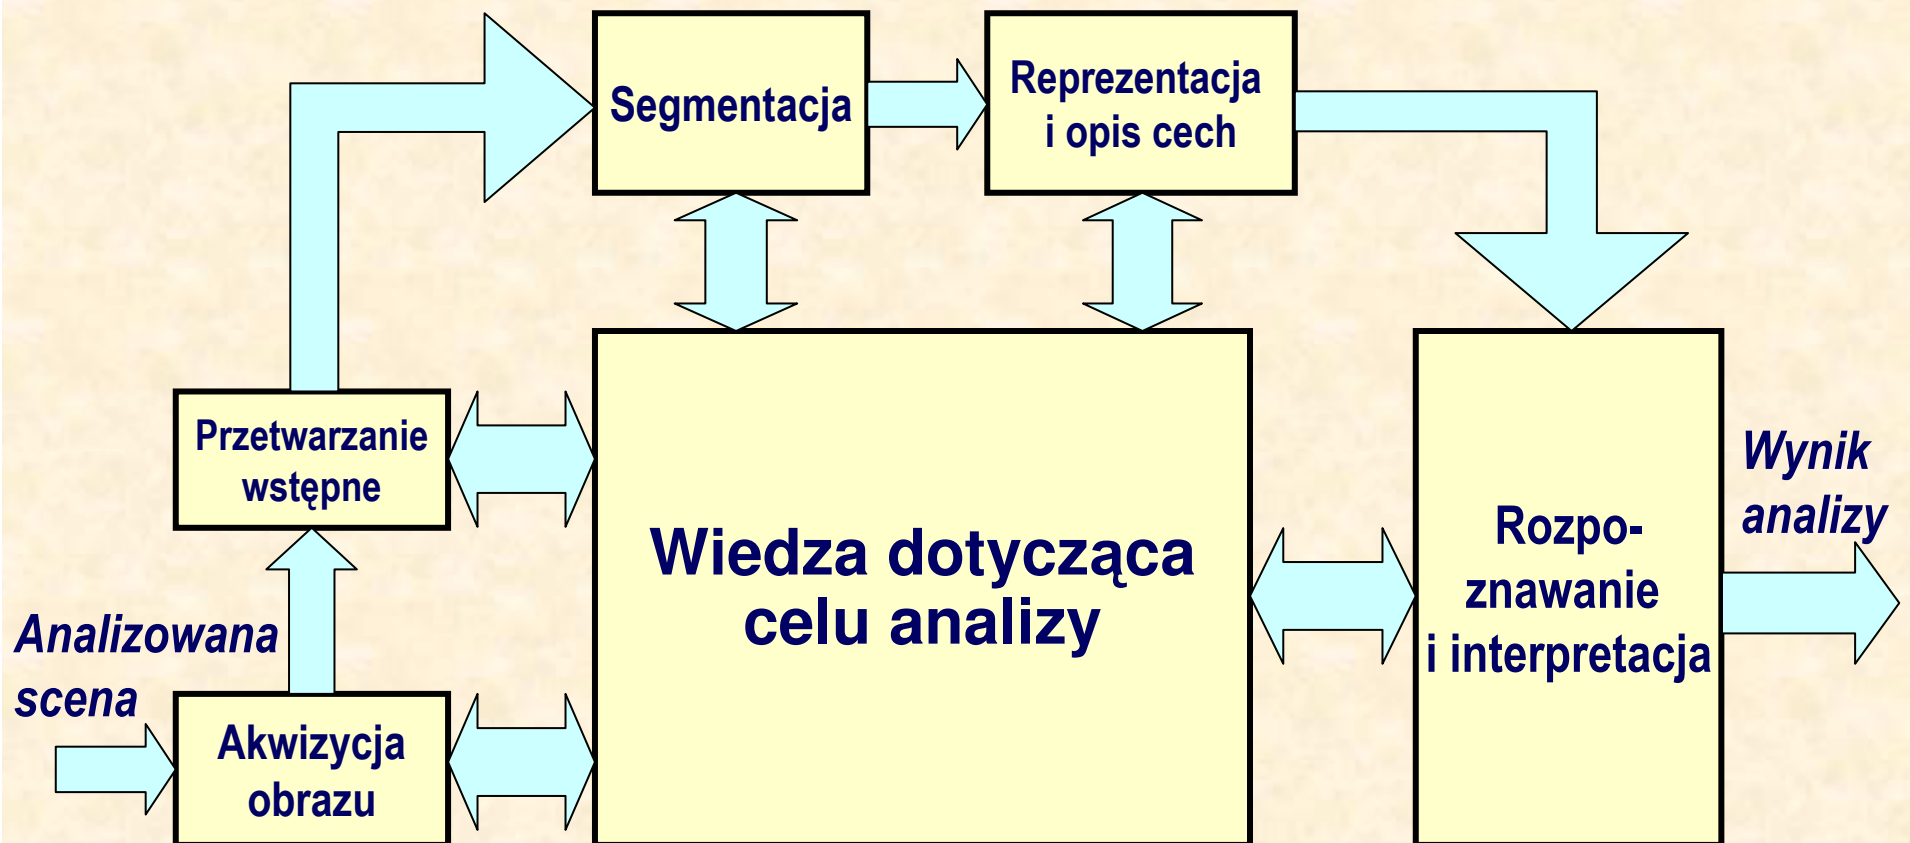 Segmentacja
Reprezentacja
i opis cech
Przetwarzanie
wstępne
Wiedza dotycząca
celu analizy
Rozpo-
znawanie
i interpretacja
Wynik
analizy
Analizowana
scena
Akwizycja
obrazu